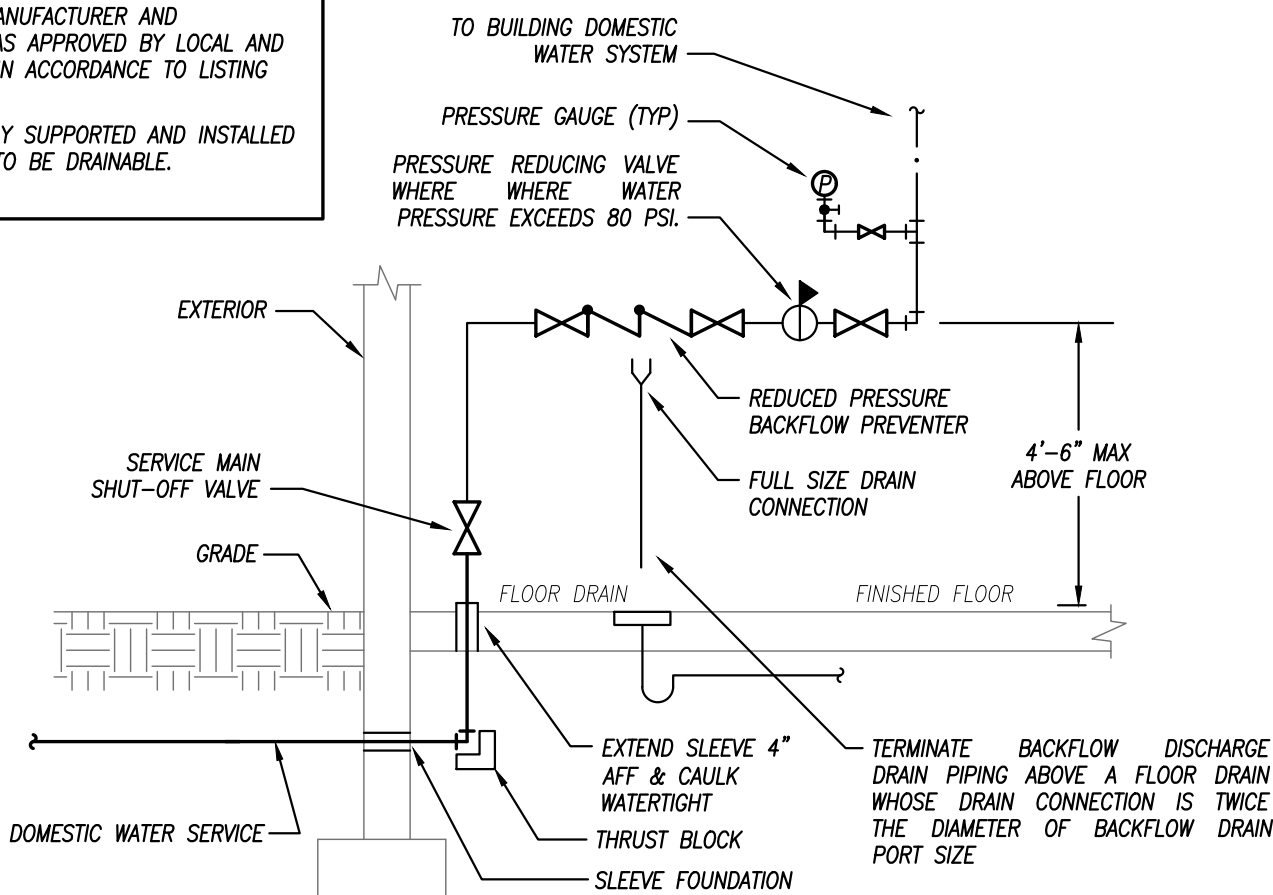 ANUFACTURER AND
AS APPROVED BY LOCAL AND
IN ACCORDANCE TO LISTING
Y SUPPORTED AND INSTALLED
TO BE DRAINABLE.
TO BUILDING DOMESTIC
WATER SYSTEM
PRESSURE GAUGE (TYP)
P
PRESSURE REDUCING VALVE
WHERE WHERE WATER
PRESSURE EXCEEDS 80 PSI.
EXTERIOR
REDUCED PRESSURE
BACKFLOW PREVENTER
4'-6" MAX
ABOVE FLOOR
SERVICE MAIN
SHUT-OFF VALVE
FULL SIZE DRAIN
CONNECTION
GRADE
FLOOR DRAIN
FINISHED FLOOR
EXTEND SLEEVE 4"
AFF & CAULK
WATERTIGHT
TERMINATE BACKFLOW DISCHARGE
DRAIN PIPING ABOVE A FLOOR DRAIN
WHOSE DRAIN CONNECTION IS TWICE
THE DIAMETER OF BACKFLOW DRAIN
PORT SIZE
DOMESTIC WATER SERVICE
THRUST BLOCK
SLEEVE FOUNDATION